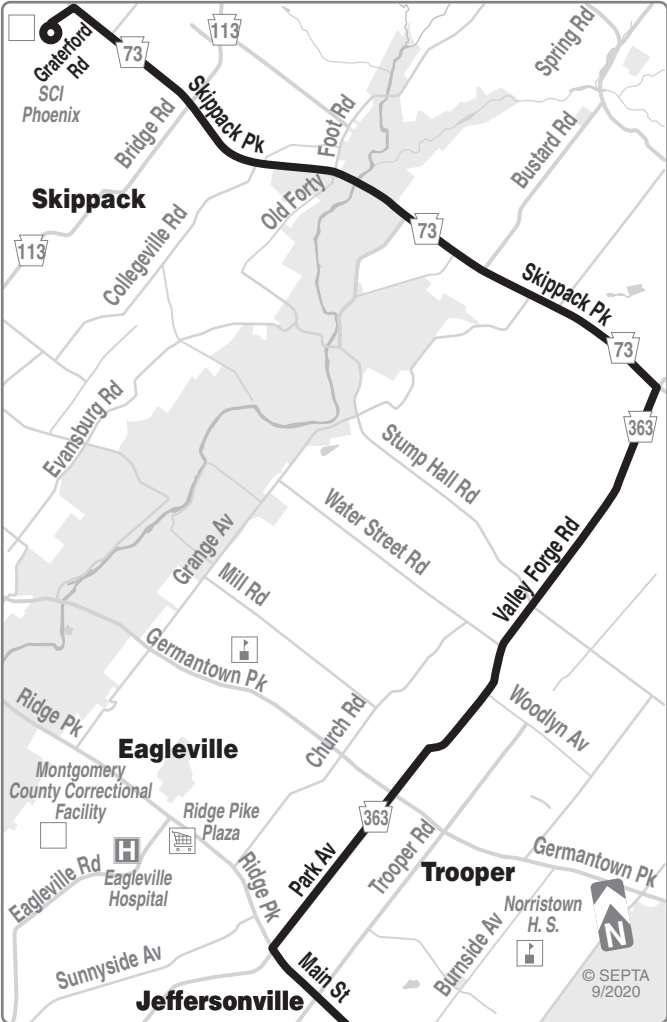 113
73
Spring Rd
Graterford
Rd
SCI
Phoenix
Skippack Pk
Foot Rd
Bridge Rd
Bustard Rd
Skippack
Old Forty
73
113
Collegeville Rd
Skippack Pk
73
363
Evansburg Rd
Stump Hall Rd
Water Street Rd
Grange Av
Valley Forge Rd
Mill Rd
Germantown Pk
Ridge Pk
Church Rd
Woodlyn Av
Eagleville
Montgomery
County Correctional
Facility
Ridge Pike
Plaza
363
H
Eagleville
Hospital
Eagleville Rd
Ridge Pk
Park Av
Trooper Rd
Trooper
Germantown Pk
Norristown
H. S.
N
Burnside Av
Sunnyside Av
Main St
Jeffersonville
© SEPTA
9/2020